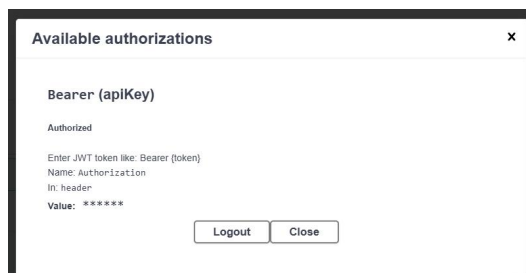 Available authorizations
x
Bearer (apiKey)
Authorized
Enter JWT token like: Bearer {token}
Name: Authorization
In: header
Value: ******
Logout Close